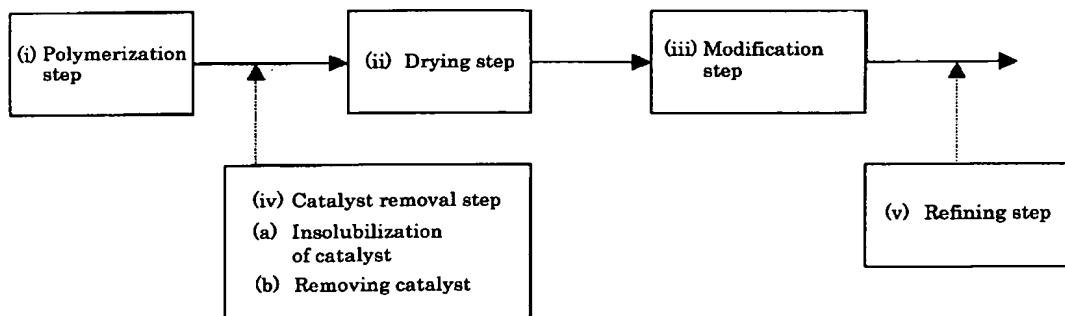 (i) Polymerization
step
(ii) Drying step
(iii) Modification
step
(iv) Catalyst removal step
(a) Insolubilization
of catalyst
(b) Removing catalyst
(v) Refining step